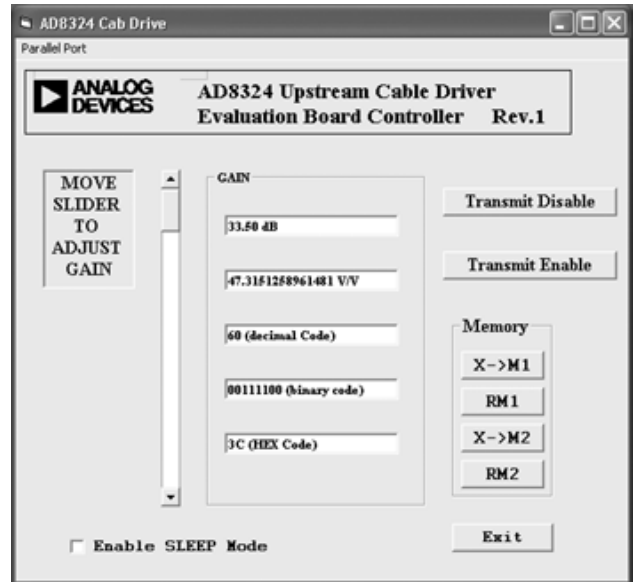 AD8324 Cab Drive
Parallel Port
ANALOG
DEVICES
AD8324 Upstream Cable Driver
Evaluation Board Controller Rev.1
MOVE
SLIDER
TO
ADJUST
GAIN
GAIN
33.50 dB
47.3151258961481 V/V
60 (decimal Code)
00111100 (binary code)
3C (HEX Code)
Transmit Disable
Transmit Enable
Memory
X->M1
RM1
X->M2
RM2
Enable SLEEP Mode
Exit